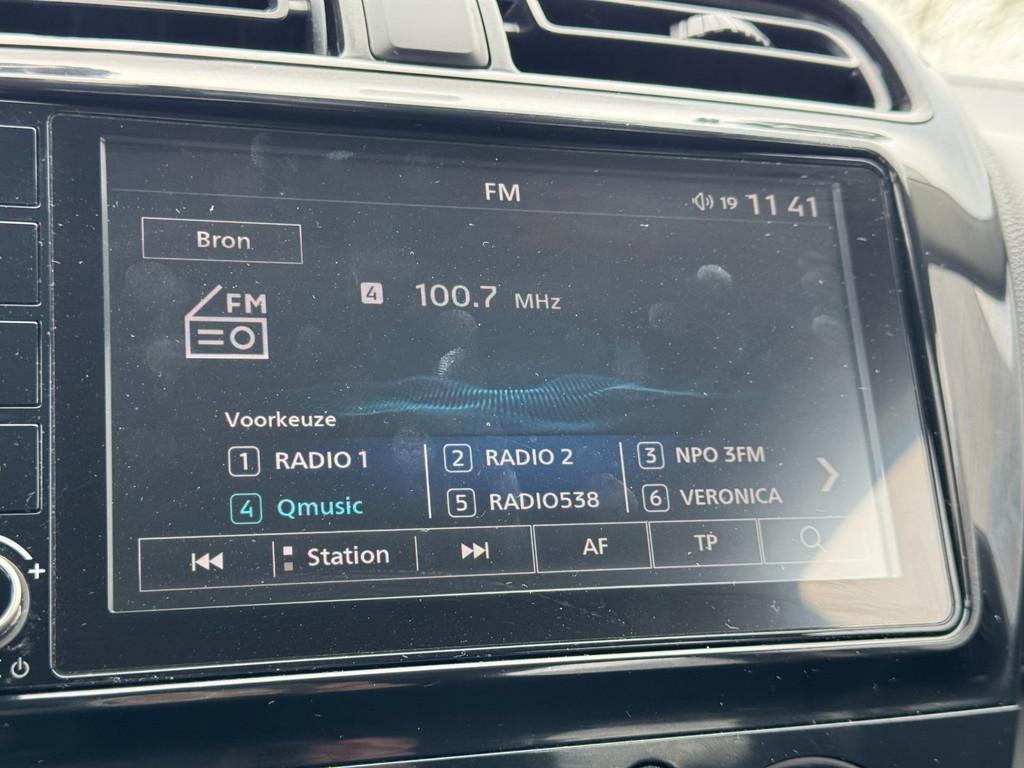 FM
19 11 41
Bron
FM
4 100.7 MHz
Voorkeuze
1 RADIO 1 2 RADIO 2 3 NPO 3FM
4 Qmusic 5 RADIO538 6 VERONICA
Station AF TP
+